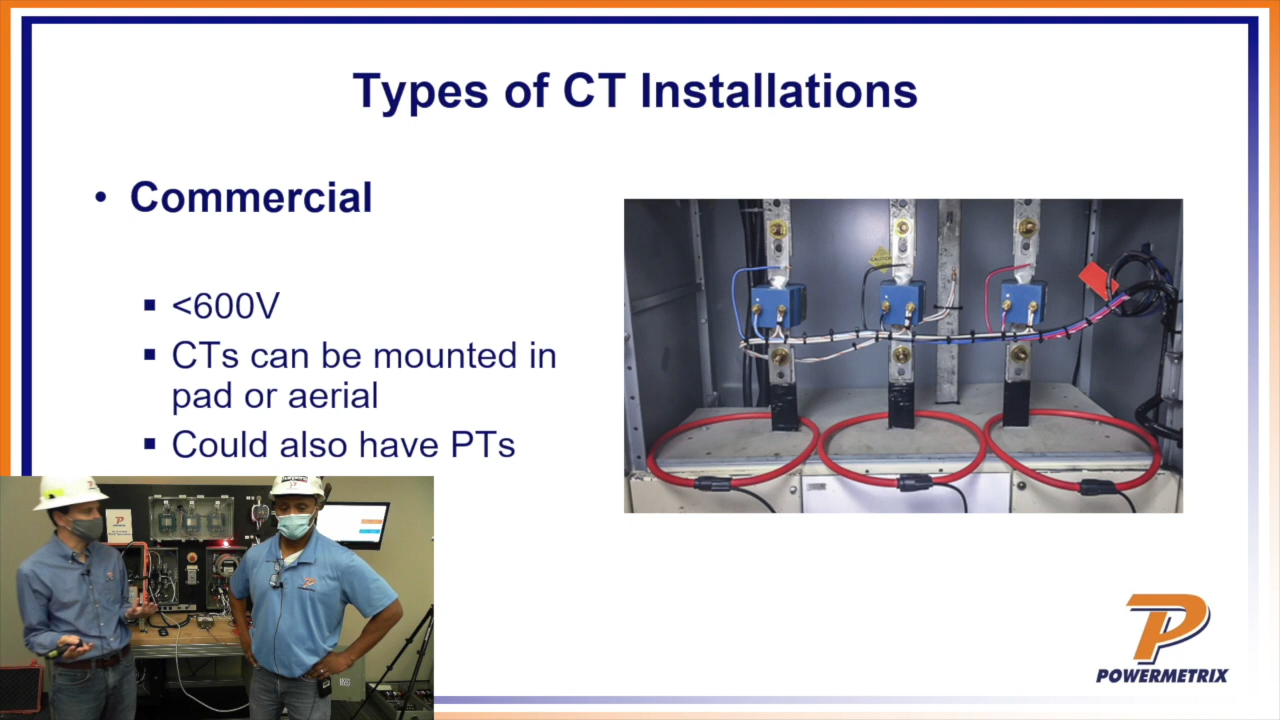 Types of CT Installations
• Commercial
▪ <600V
▪ CTs can be mounted in
pad or aerial
▪ Could also have PTs
CAUTION
POWERMETRIX